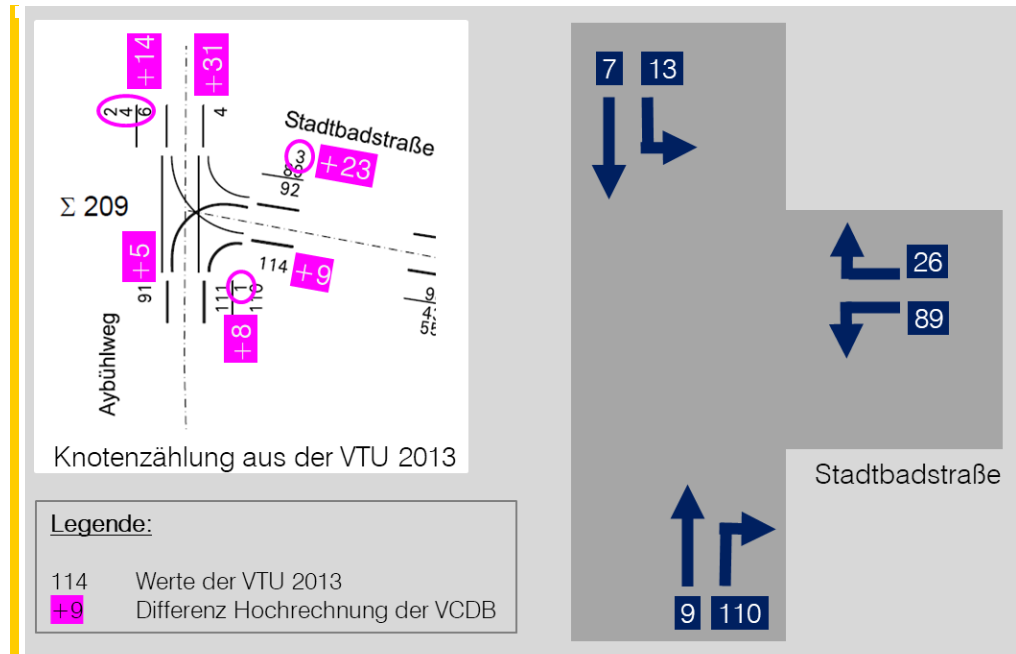 +14
+31
2
4
6
4
Stadtbadstraße
3
89
92
+23
Σ 209
+5
91
114
+9
111
1
110
+8
Aybühlweg
Knotenzählung aus der VTU 2013
Legende:
114 Werte der VTU 2013
+9 Differenz Hochrechnung der VCDB
7 13
26
89
Stadtbadstraße
9 110